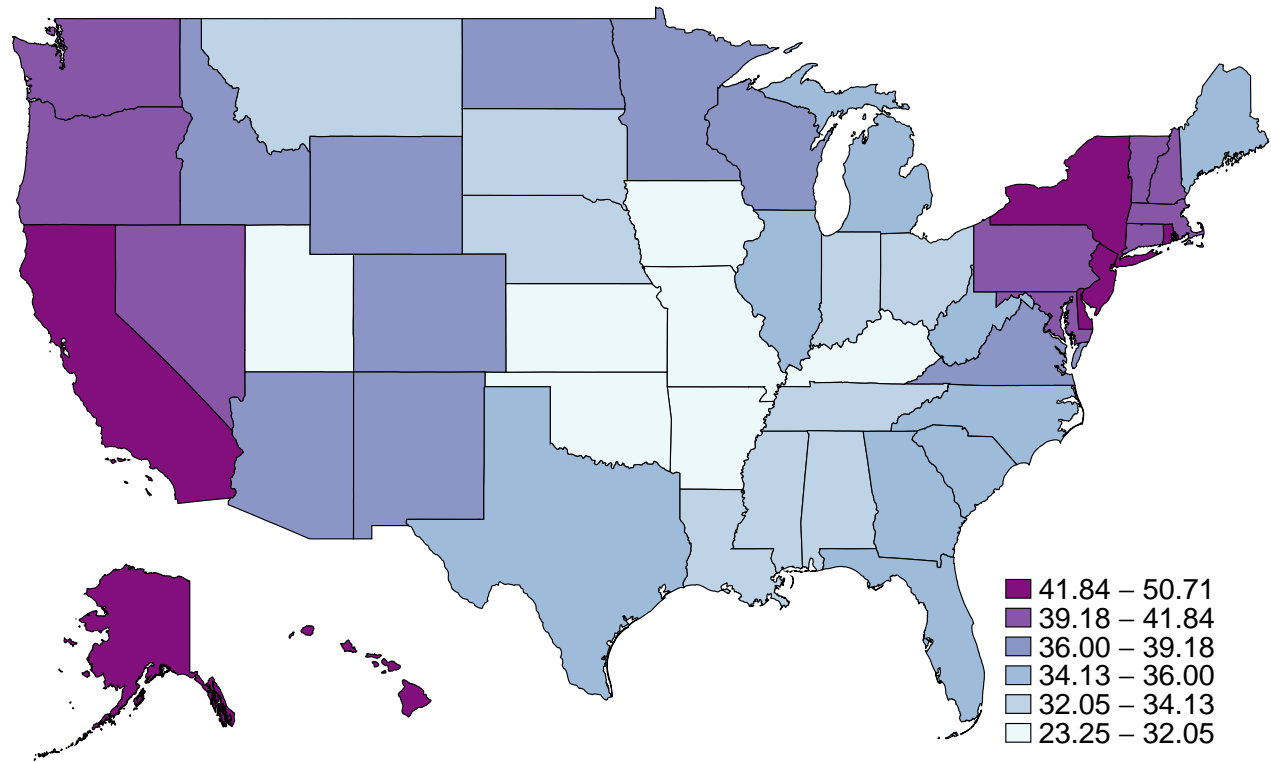 41.84 – 50.71
39.18 – 41.84
36.00 – 39.18
34.13 – 36.00
32.05 – 34.13
23.25 – 32.05